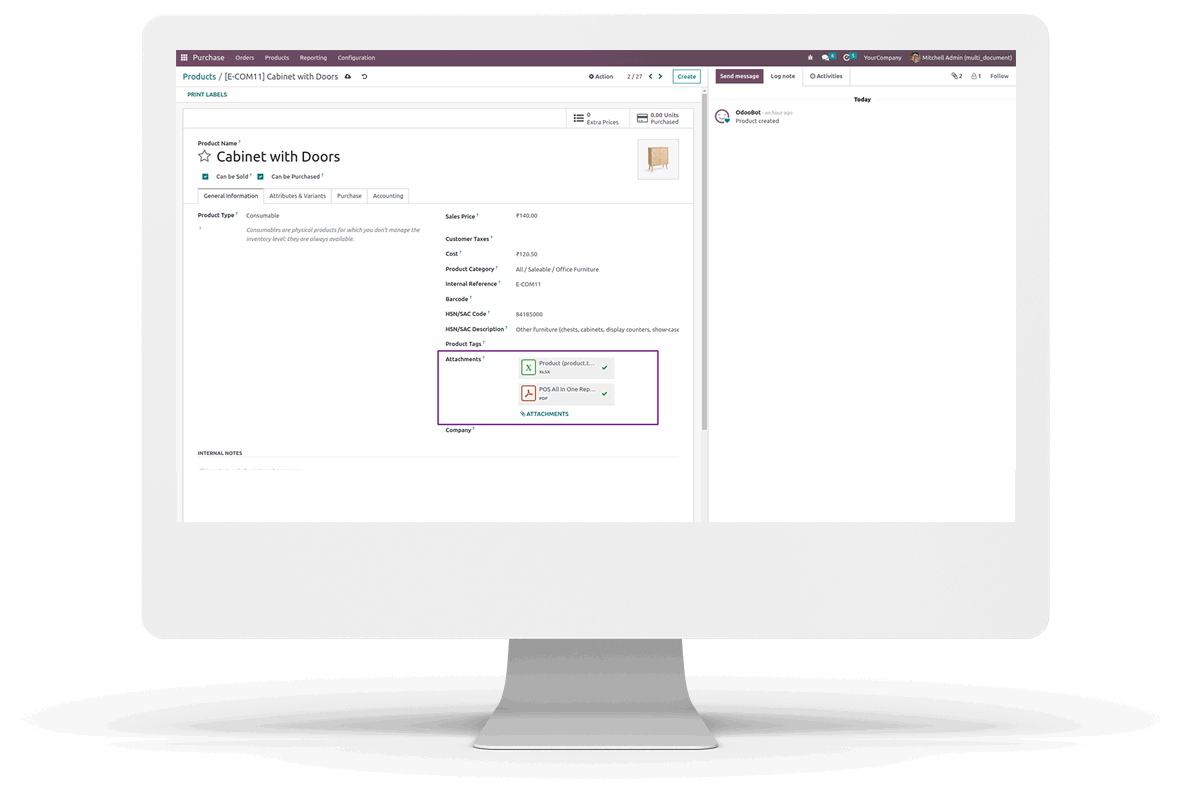 Purchase Orders Products Reporting Configuration 4 5 YourCompany Mitchell Admin (multi_document)
Products / [E-COM11] Cabinet with Doors Action 2 / 27 Create Send message Log note Activities 2 1 Follow
PRINT LABELS
Today
0
Extra Prices
0.00 Units
Purchased
OdooBot - an hour ago
Product created
Product Name ?
Cabinet with Doors
Can be Sold ? Can be Purchased ?
General Information Attributes & Variants Purchase Accounting
Product Type ? Consumable
?
Consumables are physical products for which you don't manage the
inventory level: they are always available.
Sales Price ? ₹140.00
Customer Taxes ?
Cost ? ₹120.50
Product Category ? All / Saleable / Office Furniture
Internal Reference ? E-COM11
Barcode ?
HSN/SAC Code ? 84185000
HSN/SAC Description ? Other furniture (chests, cabinets, display counters, show-case
Product Tags ?
Attachments ?
Product (product.t...
XLSX
POS All In One Rep...
PDF
ATTACHMENTS
Company ?
INTERNAL NOTES